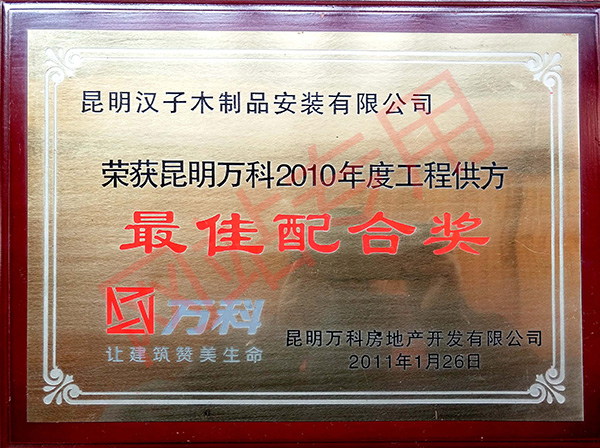 昆明汉子木制品安装有限公司
荣获昆明万科2010年度工程供方
最佳配合奖
万科
让建筑赞美生命
昆明万科房地产开发有限公司
2011年1月26日